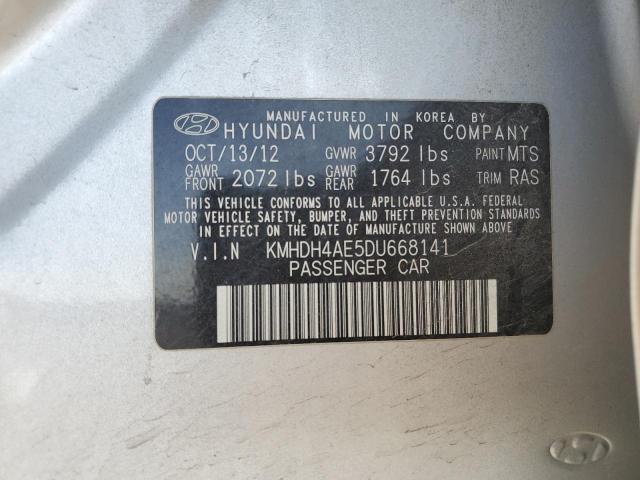 MANUFACTURED IN KOREA BY
HYUNDAI MOTOR COMPANY
OCT/13/12 GVWR 3792 lbs PAINT MTS
GAWR FRONT 2072 lbs GAWR REAR 1764 lbs TRIM RAS
THIS VEHICLE CONFORMS TO ALL APPLICABLE U.S.A. FEDERAL
MOTOR VEHICLE SAFETY, BUMPER, AND THEFT PREVENTION STANDARDS
IN EFFECT ON THE DATE OF MANUFACTURE SHOWN ABOVE.
V.I.N KMHDH4AE5DU668141
PASSENGER CAR